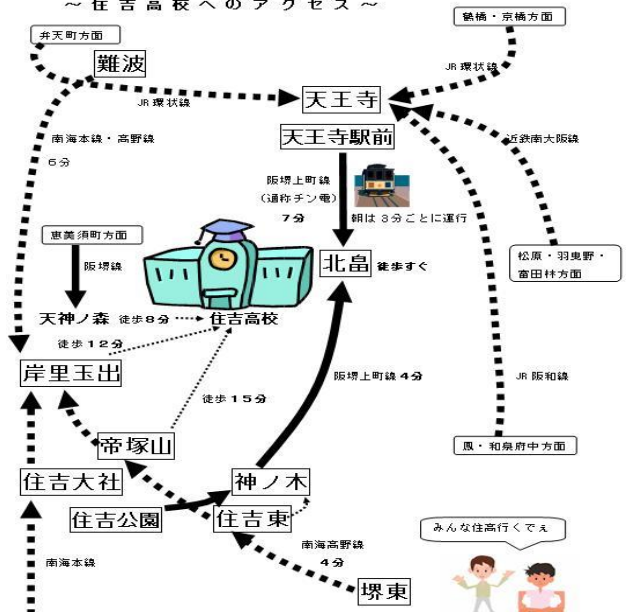 ～住吉高校へのアクセス～
鶴橋・京橋方面
弁天町方面
難波
JR環状線
JR環状線
天王寺
天王寺駅前
南海本線・高野線
6分
近鉄南大阪線
阪堺上町線
(通称チン電)
7分
朝は3分ごとに運行
恵美須町方面
阪堺線
北畠 徒歩すぐ
松原・羽曳野・
富田林方面
天神ノ森 徒歩8分
住吉高校
徒歩12分
岸里玉出
阪堺上町線4分
JR阪和線
徒歩15分
帝塚山
鳳・和泉府中方面
住吉大社
神ノ木
住吉公園
住吉東
みんな住高行くでぇ
南海高野線
4分
南海本線
堺東